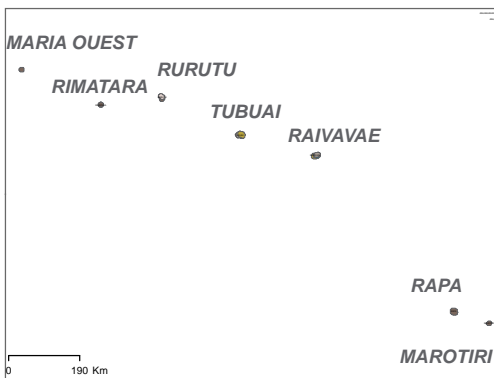 MARIA OUEST
RURUTU
RIMATARA
TUBUAI
RAIVAVAE
RAPA
MAROTIRI
0 190 Km